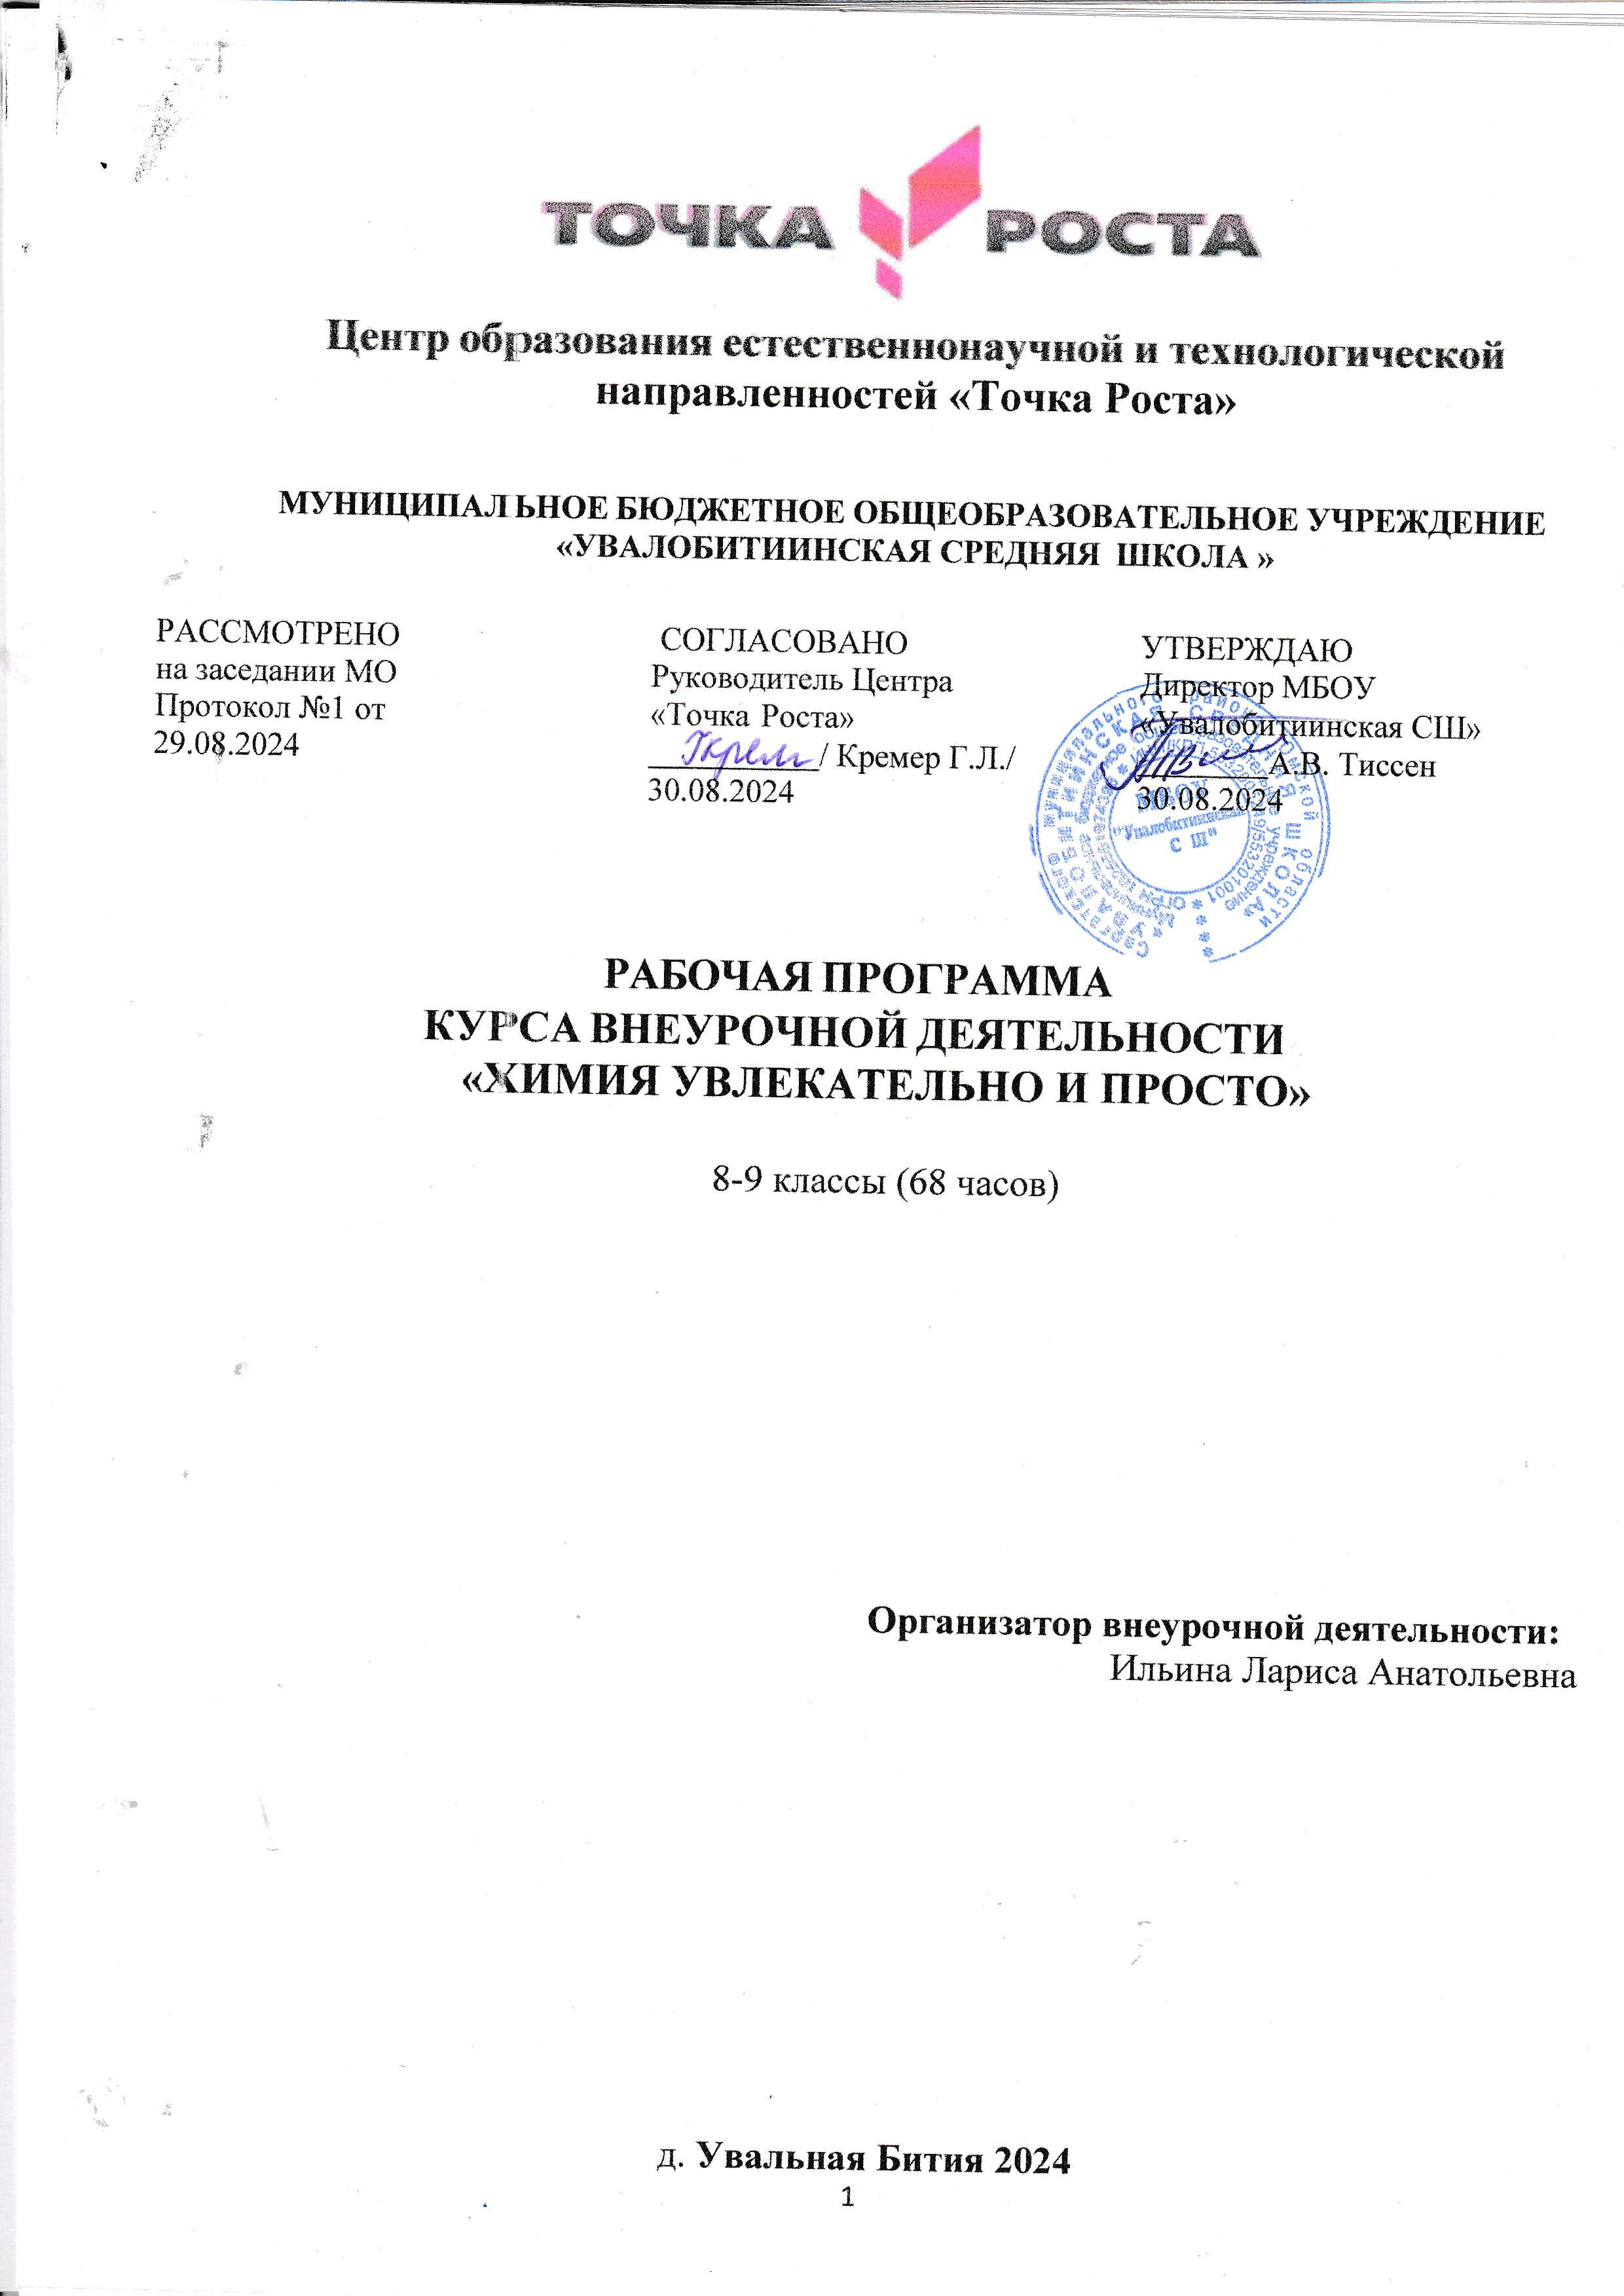 ТОЧКА РОСТА
Центр образования естественнонаучной и технологической
направленностей «Точка Роста»
МУНИЦИПАЛЬНОЕ БЮДЖЕТНОЕ ОБЩЕОБРАЗОВАТЕЛЬНОЕ УЧРЕЖДЕНИЕ
«УВАЛОБИТИИНСКАЯ СРЕДНЯЯ ШКОЛА »
РАССМОТРЕНО
на заседании МО
Протокол №1 от
29.08.2024
СОГЛАСОВАНО
Руководитель Центра
«Точка Роста»
/ Кремер Г.Л./
30.08.2024
УТВЕРЖДАЮ
Директор МБОУ
«Увалобитиинская СШ»
А.В. Тиссен
30.08.2024
МБОУ
"Увалобитиинская
С Ш"
РАБОЧАЯ ПРОГРАММА
КУРСА ВНЕУРОЧНОЙ ДЕЯТЕЛЬНОСТИ
«ХИМИЯ УВЛЕКАТЕЛЬНО И ПРОСТО»
8-9 классы (68 часов)
Организатор внеурочной деятельности:
Ильина Лариса Анатольевна
д. Увальная Бития 2024
1